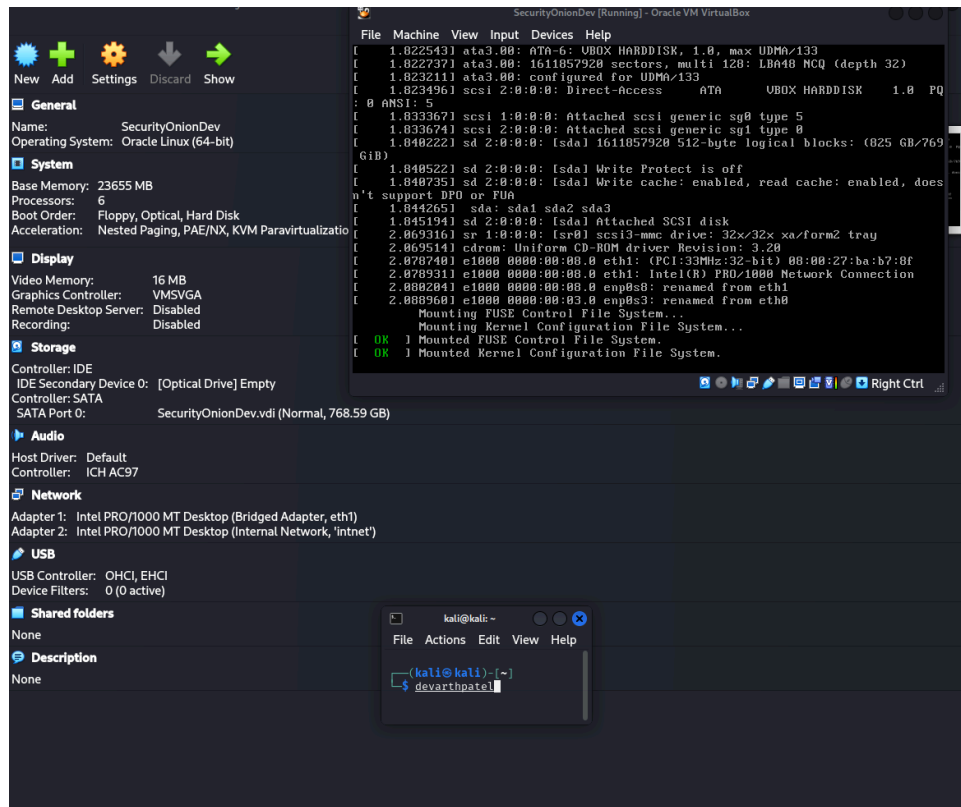 SecurityOnionDev [Running] - Oracle VM VirtualBox
File Machine View Input Devices Help
[ 1.822543] ata3.00: ATA-6: VBOX HARDDISK, 1.0, max UDMA/133
[ 1.822737] ata3.00: 1611857920 sectors, multi 128: LBA48 NCQ (depth 32)
[ 1.823211] ata3.00: configured for UDMA/133
[ 1.823496] scsi 2:0:0:0: Direct-Access ATA VBOX HARDDISK 1.0 PQ
: 0 ANSI: 5
[ 1.833367] scsi 1:0:0:0: Attached scsi generic sg0 type 5
[ 1.833674] scsi 2:0:0:0: Attached scsi generic sg1 type 0
[ 1.840222] sd 2:0:0:0: [sda] 1611857920 512-byte logical blocks: (825 GB/769
GiB)
[ 1.840522] sd 2:0:0:0: [sda] Write Protect is off
[ 1.840735] sd 2:0:0:0: [sda] Write cache: enabled, read cache: enabled, does
n't support DPO or FUA
[ 1.844265] sda: sda1 sda2 sda3
[ 1.845194] sd 2:0:0:0: [sda] Attached SCSI disk
[ 2.069316] sr 1:0:0:0: [sr0] scsi3-mmc drive: 32x/32x xa/form2 tray
[ 2.069514] cdrom: Uniform CD-ROM driver Revision: 3.20
[ 2.078740] e1000 0000:00:08.0 eth1: (PCI:33MHz:32-bit) 08:00:27:ba:b7:8f
[ 2.078931] e1000 0000:00:08.0 eth1: Intel(R) PRO/1000 Network Connection
[ 2.080204] e1000 0000:00:08.0 enp0s8: renamed from eth1
[ 2.088960] e1000 0000:00:03.0 enp0s3: renamed from eth0
Mounting FUSE Control File System...
Mounting Kernel Configuration File System...
[ OK ] Mounted FUSE Control File System.
[ OK ] Mounted Kernel Configuration File System.
Right Ctrl
New Add Settings Discard Show
General
Name: SecurityOnionDev
Operating System: Oracle Linux (64-bit)
System
Base Memory: 23655 MB
Processors: 6
Boot Order: Floppy, Optical, Hard Disk
Acceleration: Nested Paging, PAE/NX, KVM Paravirtualizatio
Display
Video Memory: 16 MB
Graphics Controller: VMSVGA
Remote Desktop Server: Disabled
Recording: Disabled
Storage
Controller: IDE
IDE Secondary Device 0: [Optical Drive] Empty
Controller: SATA
SATA Port 0: SecurityOnionDev.vdi (Normal, 768.59 GB)
Audio
Host Driver: Default
Controller: ICH AC97
Network
Adapter 1: Intel PRO/1000 MT Desktop (Bridged Adapter, eth1)
Adapter 2: Intel PRO/1000 MT Desktop (Internal Network, 'intnet')
USB
USB Controller: OHCI, EHCI
Device Filters: 0 (0 active)
Shared folders
None
Description
None
kali@kali: ~
File Actions Edit View Help
(kali㉿kali)-[~]
$ devarthpatel